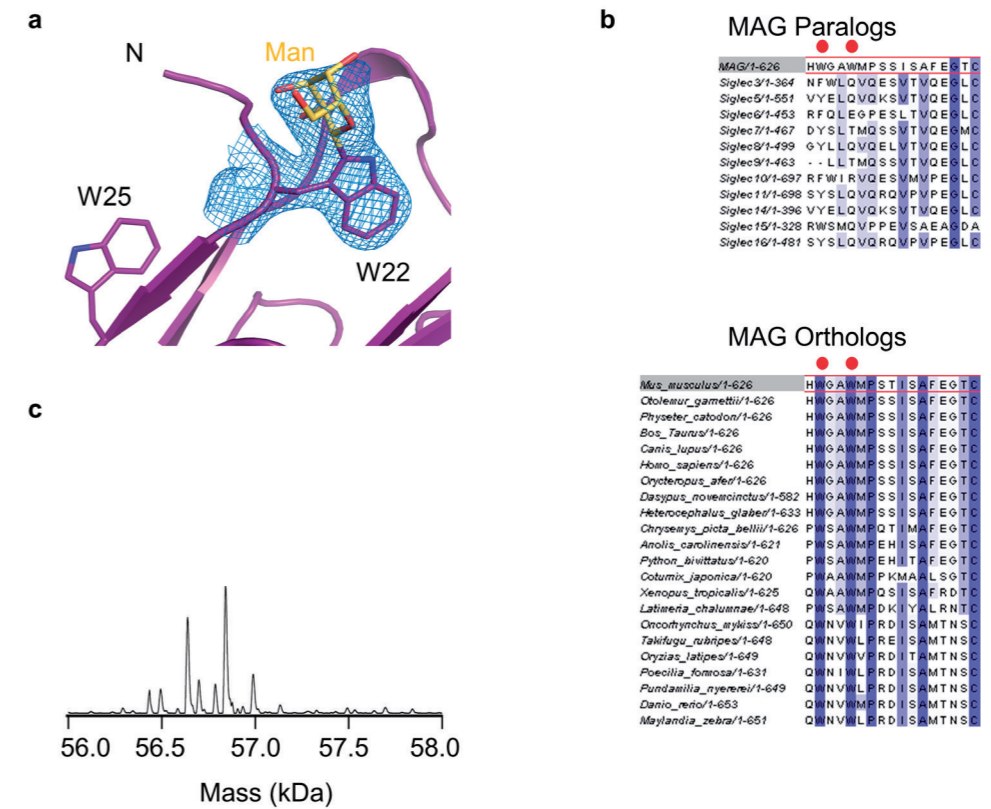 a
N
Man
W25
W22
b
MAG Paralogs
MAG/1-626 HWGAWMPSSISAFEGTC
Siglec3/1-364 NFWLQVQESVTVQEGLC
Siglec5/1-551 VYELQVQKSVTVQEGLC
Siglec6/1-453 RFQLEGPESLTVQEGLC
Siglec7/1-467 DYSLTMQSSVTVQEGMC
Siglec8/1-499 GYLLQVQELVTVQEGLC
Siglec9/1-463 --LLTMQSSVTVQEGLC
Siglec10/1-697 RFWIRVQESVMVPEGLC
Siglec11/1-698 SYSLQVQRQVPVPEGLC
Siglec14/1-396 VYELQVQKSVTVQEGLC
Siglec15/1-328 RWSMQVPPEVSAEAGDA
Siglec16/1-481 SYSLQVQRQVPVPEGLC
MAG Orthologs
Mus_musculus/1-626 HWGAWMPSTISAFEGTC
Otolemur_garnettii/1-626 HWGAWMPSSISAFEGTC
Physeter_catodon/1-626 HWGAWMPSSISAFEGTC
Bos_Taurus/1-626 HWGAWMPSSISAFEGTC
Canis_lupus/1-626 HWGAWMPSSISAFEGTC
Homo_sapiens/1-626 HWGAWMPSSISAFEGTC
Orycteropus_afer/1-626 HWGAWMPSSISAFEGTC
Dasypus_novemcinctus/1-582 HWGAWMPSSISAFEGTC
Heterocephalus_glaber/1-633 HWGAWMPSSISAFEGTC
Chrysemys_picta_bellii/1-626 PWSAWMPQTIMAFEGTC
Anolis_carolinensis/1-621 PWSAWMPEHISAFEGTC
Python_bivittatus/1-620 PWSAWMPEHITAFEGTC
Coturnix_japonica/1-620 PWAAWMPPKMAALSGTC
Xenopus_tropicalis/1-625 QWAAWMPQSISAFRDTC
Latimeria_chalumnae/1-648 PWSAWMPDKIYALRNTC
Oncorhynchus_mykiss/1-650 QWNVWIPRDISAMTNSC
Takifugu_rubripes/1-648 QWNVWLPREISAMTNSC
Oryzias_latipes/1-649 QWNVWVPRDITAMTNSC
Poecilia_formosa/1-631 QWNIWLPRDISAMTNSC
Pundamilia_nyererei/1-649 QWNVWLPRDISAMTNSC
Danio_rerio/1-653 QWNVWMPRDISAMTNSC
Maylandia_zebra/1-651 QWNVWLPRDISAMTNSC
c
56.0 56.5 57.0 57.5 58.0
Mass (kDa)